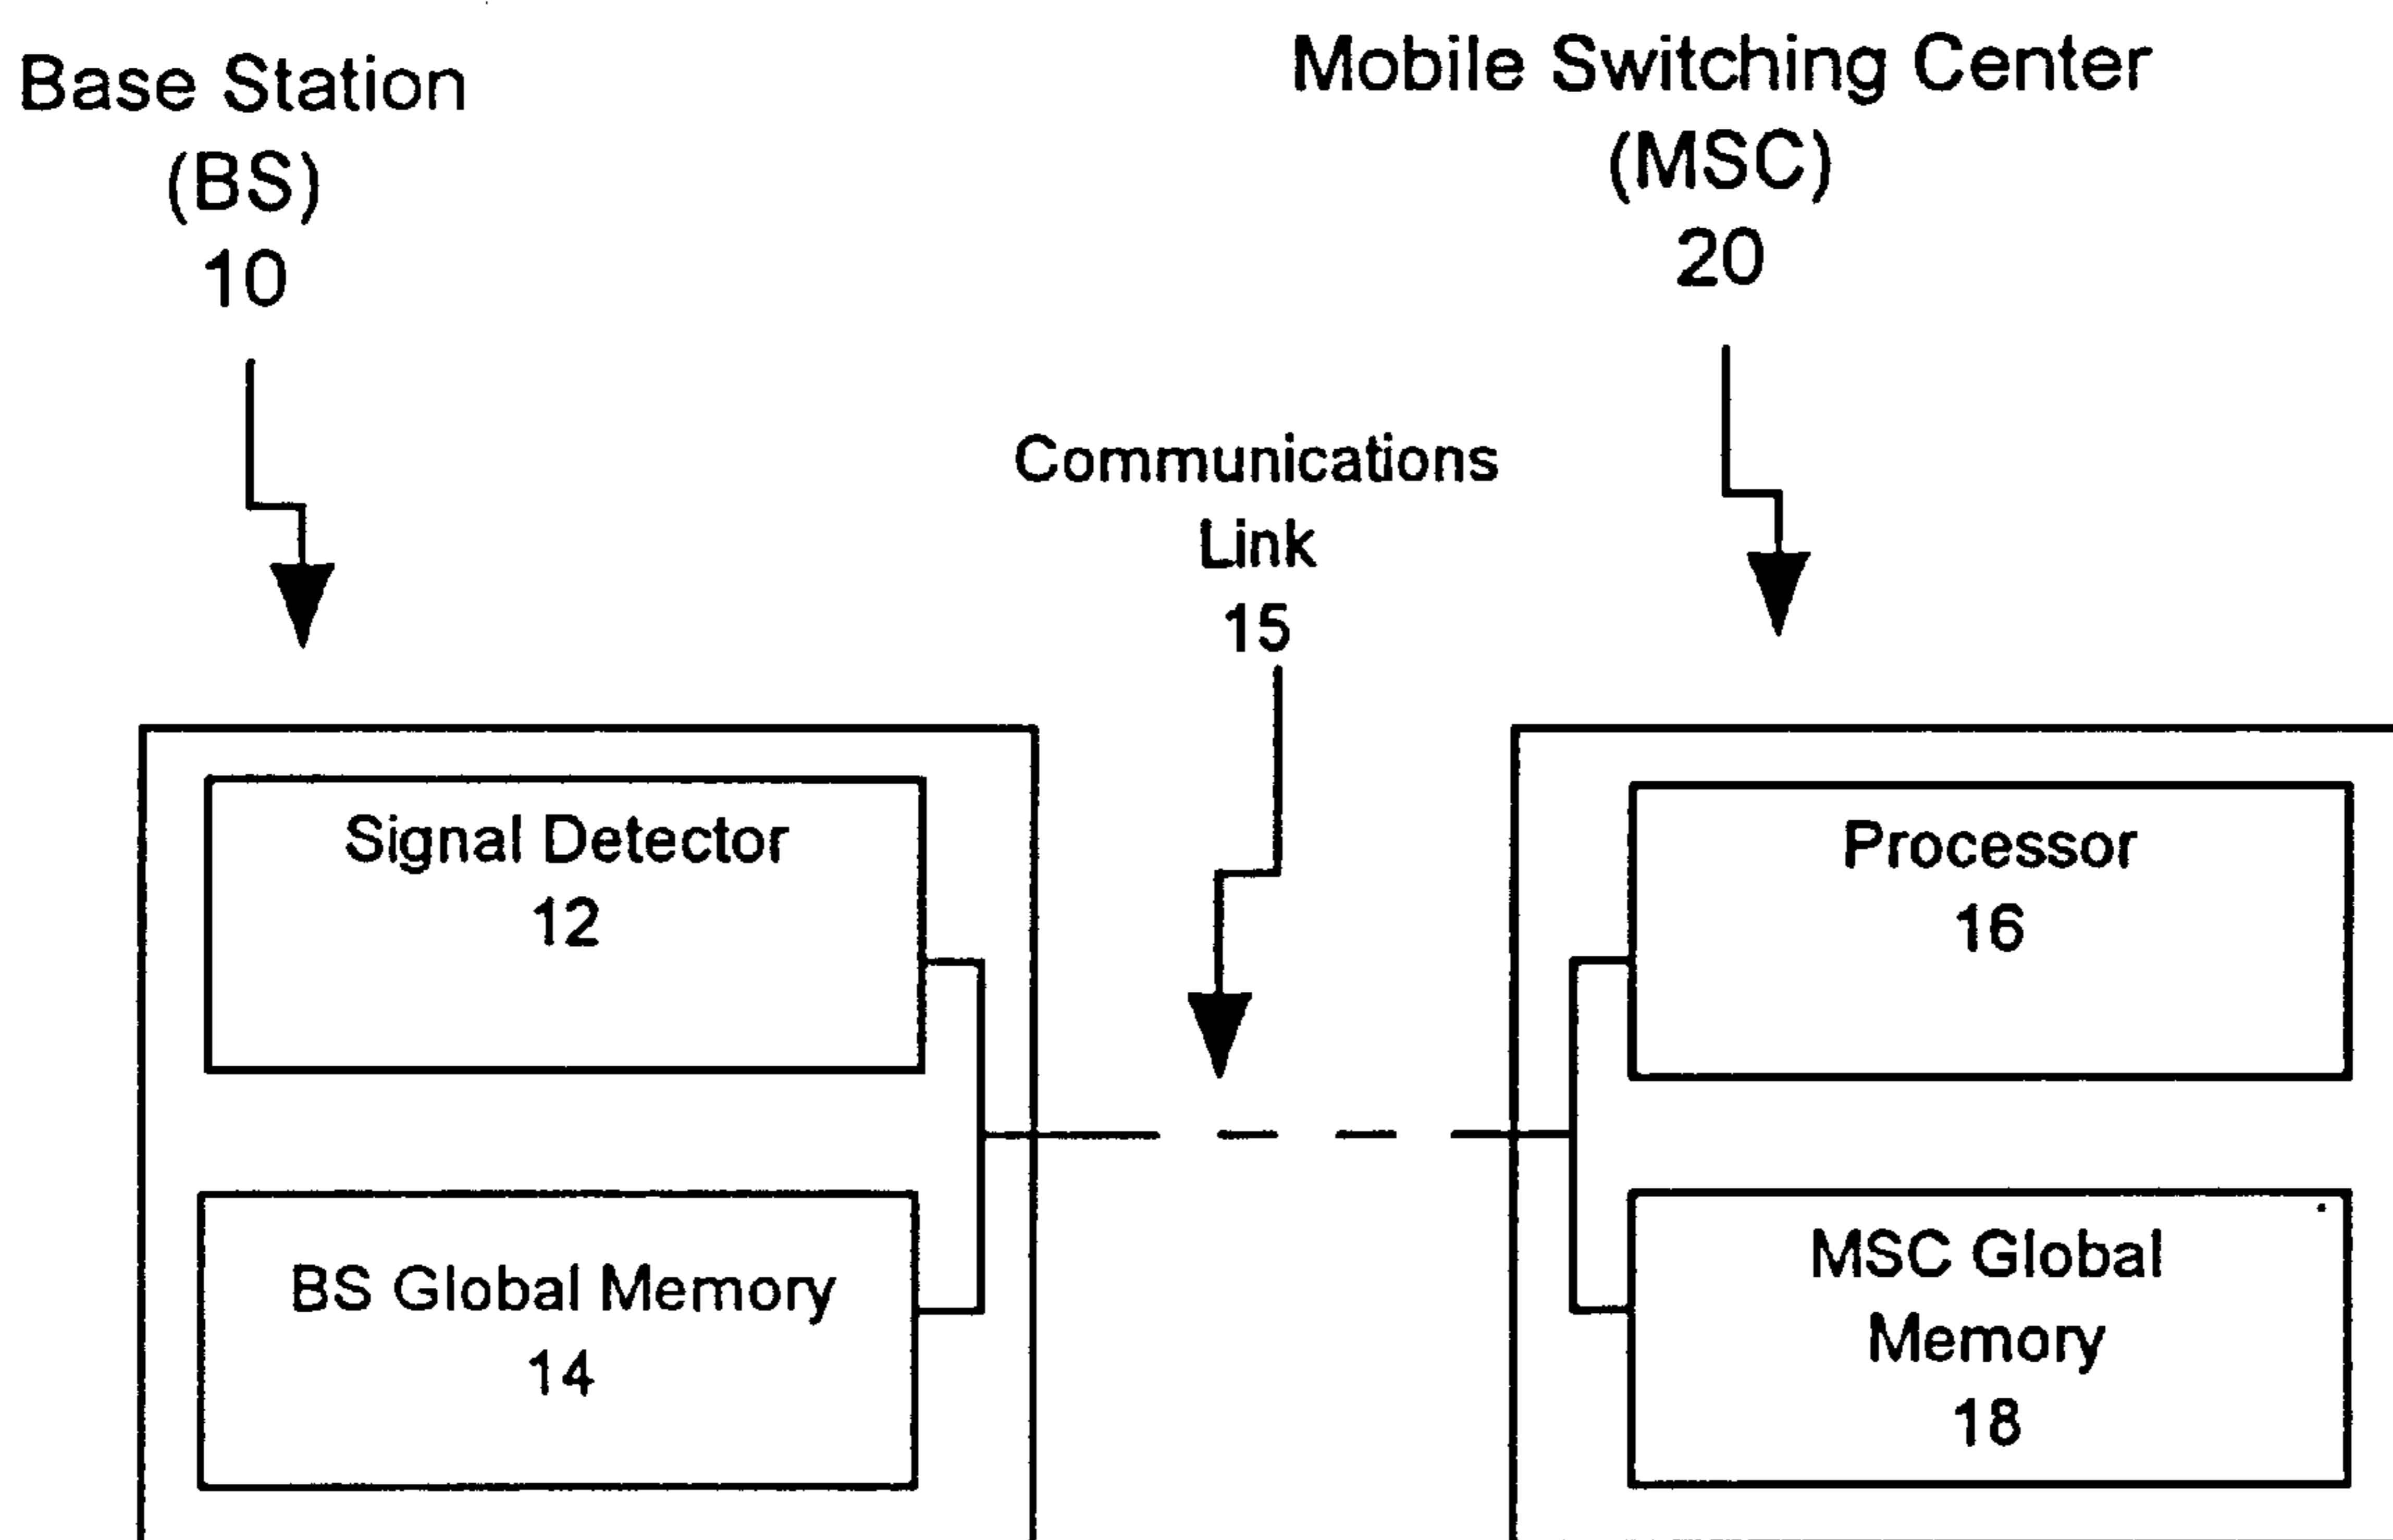 Base Station
(BS)
10
Mobile Switching Center
(MSC)
20
Communications
Link
15
Signal Detector
12
BS Global Memory
14
Processor
16
MSC Global
Memory
18